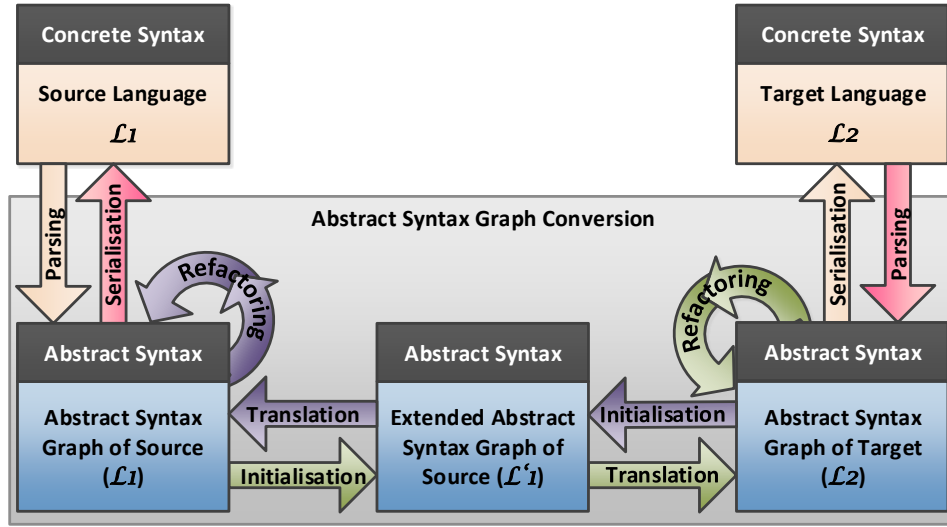 Concrete Syntax
Source Language
ℒ1
Concrete Syntax
Target Language
ℒ2
Abstract Syntax Graph Conversion
Parsing
Serialisation
Refactoring
Refactoring
Serialisation
Parsing
Abstract Syntax
Abstract Syntax
Graph of Source
(ℒ1)
Translation
Initialisation
Abstract Syntax
Extended Abstract
Syntax Graph of
Source (ℒ‘1)
Initialisation
Translation
Abstract Syntax
Abstract Syntax
Graph of Target
(ℒ2)